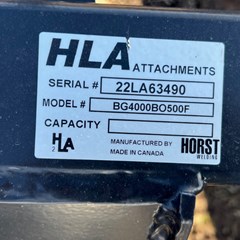 HLA ATTACHMENTS
SERIAL # 22LA63490
MODEL # BG4000BO500F
CAPACITY
HLA
MANUFACTURED BY
MADE IN CANADA
HORST
WELDING